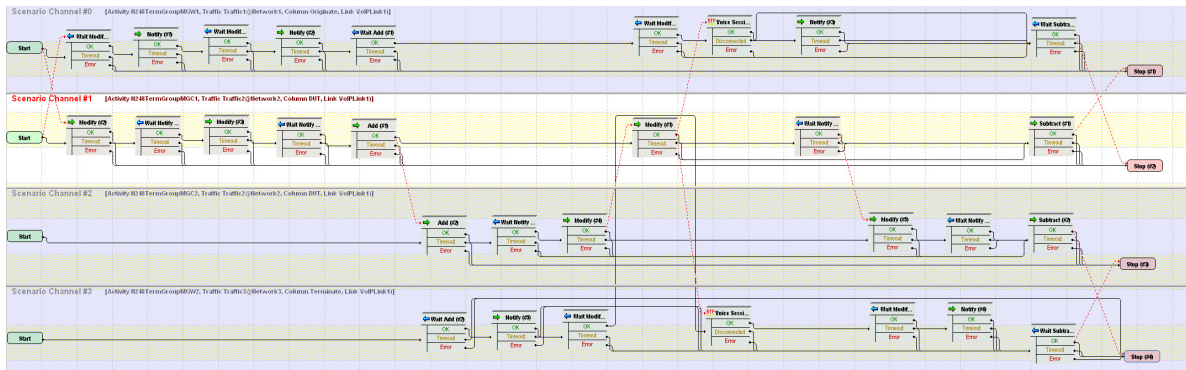 Scenario Channel #0 [Activity H248TermGroupMGW1, Traffic Traffic1@Network1, Column Originate, Link VoIPLink1i]
Start
Wait Modif...
OK
Timeout
Error
Notify (#1)
OK
Timeout
Error
Wait Modif...
OK
Timeout
Error
Notify (#2)
OK
Timeout
Error
Wait Add (#1)
OK
Timeout
Error
Wait Modif...
OK
Timeout
Error
RTP Voice Sessi...
OK
Disconnected
Error
Notify (#3)
OK
Timeout
Error
Wait Subtra...
OK
Timeout
Error
Stop (#1)
Scenario Channel #1 [Activity H248TermGroupMGC1, Traffic Traffic2@Network2, Column DUT, Link VoIPLink1i]
Start
Modify (#2)
OK
Timeout
Error
Wait Notify ...
OK
Timeout
Error
Modify (#3)
OK
Timeout
Error
Wait Notify ...
OK
Timeout
Error
Add (#1)
OK
Timeout
Error
Modify (#1)
OK
Timeout
Error
Wait Notify ...
OK
Timeout
Error
Subtract (#1)
OK
Timeout
Error
Stop (#2)
Scenario Channel #2 [Activity H248TermGroupMGC2, Traffic Traffic2@Network2, Column DUT, Link VoIPLink1i]
Start
Add (#2)
OK
Timeout
Error
Wait Notify ...
OK
Timeout
Error
Modify (#4)
OK
Timeout
Error
Modify (#5)
OK
Timeout
Error
Wait Notify ...
OK
Timeout
Error
Subtract (#2)
OK
Timeout
Error
Stop (#3)
Scenario Channel #3 [Activity H248TermGroupMGW2, Traffic Traffic3@Network3, Column Terminate, Link VoIPLink1i]
Start
Wait Add (#2)
OK
Timeout
Error
Notify (#5)
OK
Timeout
Error
Wait Modif...
OK
Timeout
Error
RTP Voice Sessi...
OK
Disconnected
Error
Wait Modif...
OK
Timeout
Error
Notify (#4)
OK
Timeout
Error
Wait Subtra...
OK
Timeout
Error
Stop (#4)